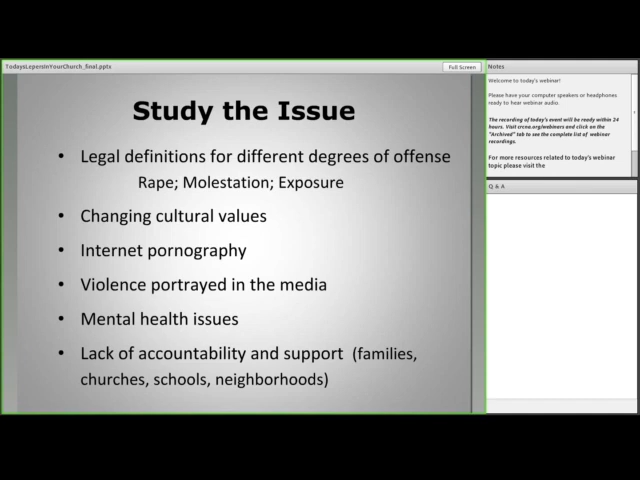 TodaysLepersInYourChurch_final.pptx
Full Screen
Study the Issue
• Legal definitions for different degrees of offense
Rape; Molestation; Exposure
• Changing cultural values
• Internet pornography
• Violence portrayed in the media
• Mental health issues
• Lack of accountability and support (families,
churches, schools, neighborhoods)
Notes
Welcome to today's webinar!
Please have your computer speakers or headphones
ready to hear webinar audio.
The recording of today's event will be ready within 24
hours. Visit crcna.org/webinars and click on the
"Archived" tab to see the complete list of webinar
recordings.
For more resources related to today's webinar
topic please visit the
Q & A